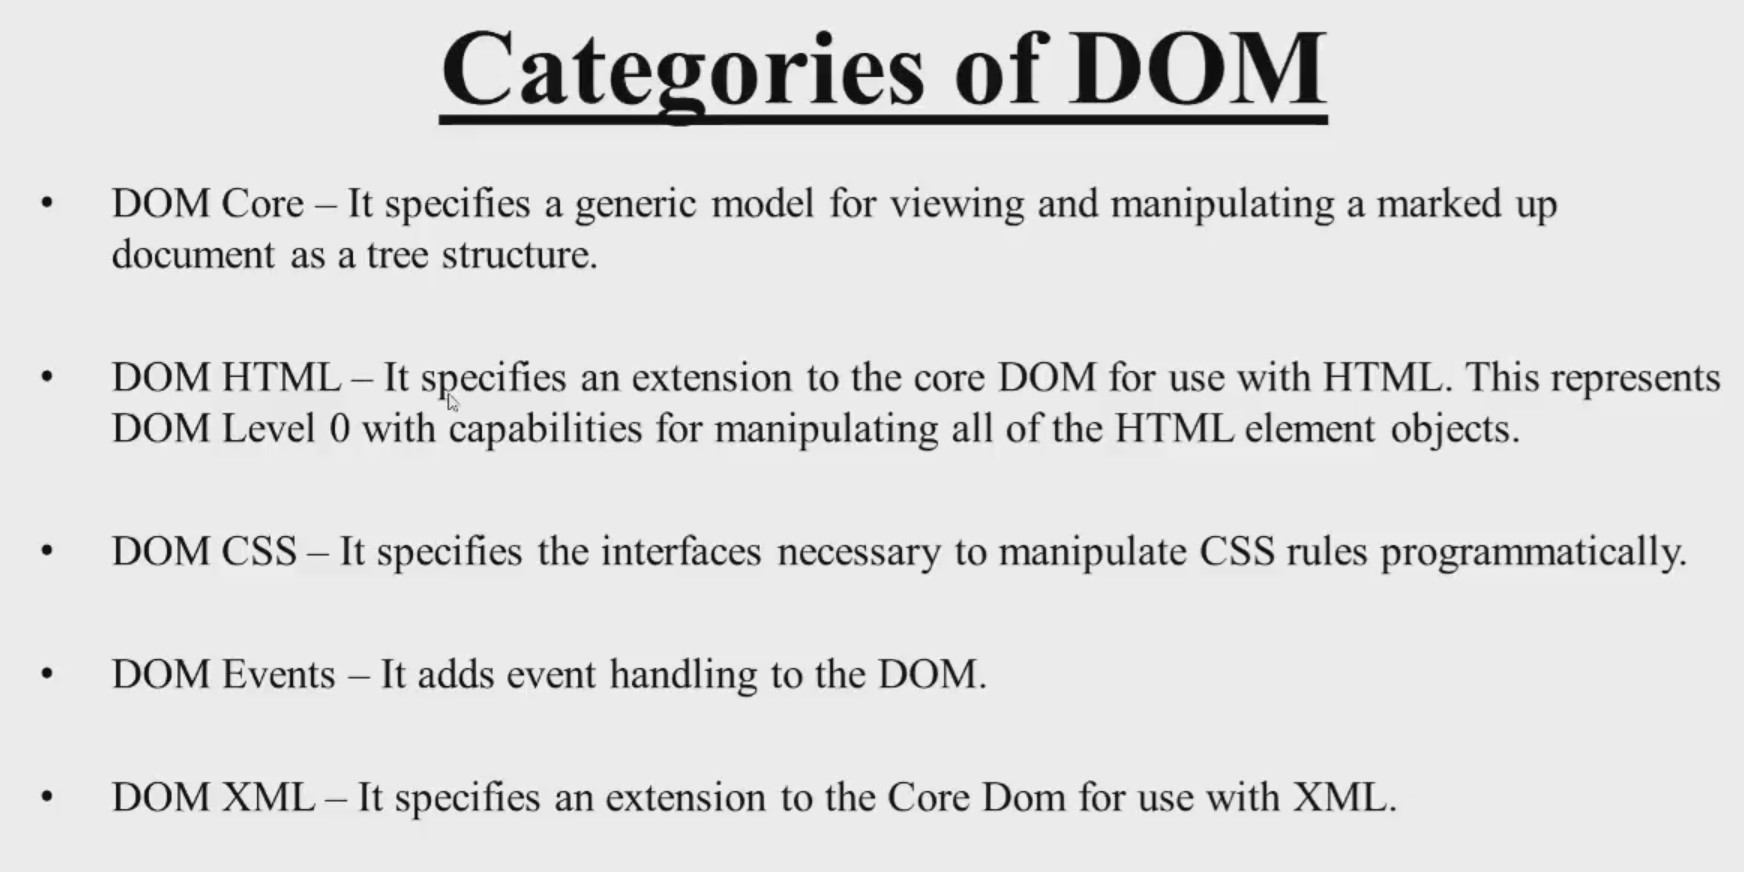 Categories of DOM
• DOM Core – It specifies a generic model for viewing and manipulating a marked up
document as a tree structure.
• DOM HTML – It specifies an extension to the core DOM for use with HTML. This represents
DOM Level 0 with capabilities for manipulating all of the HTML element objects.
• DOM CSS – It specifies the interfaces necessary to manipulate CSS rules programmatically.
• DOM Events – It adds event handling to the DOM.
• DOM XML – It specifies an extension to the Core Dom for use with XML.